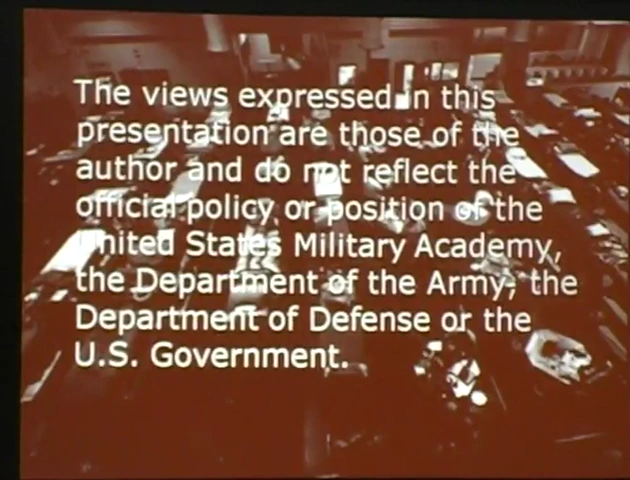 The views expressed in this
presentation are those of the
author and do not reflect the
official policy or position of the
United States Military Academy,
the Department of the Army, the
Department of Defense or the
U.S. Government.